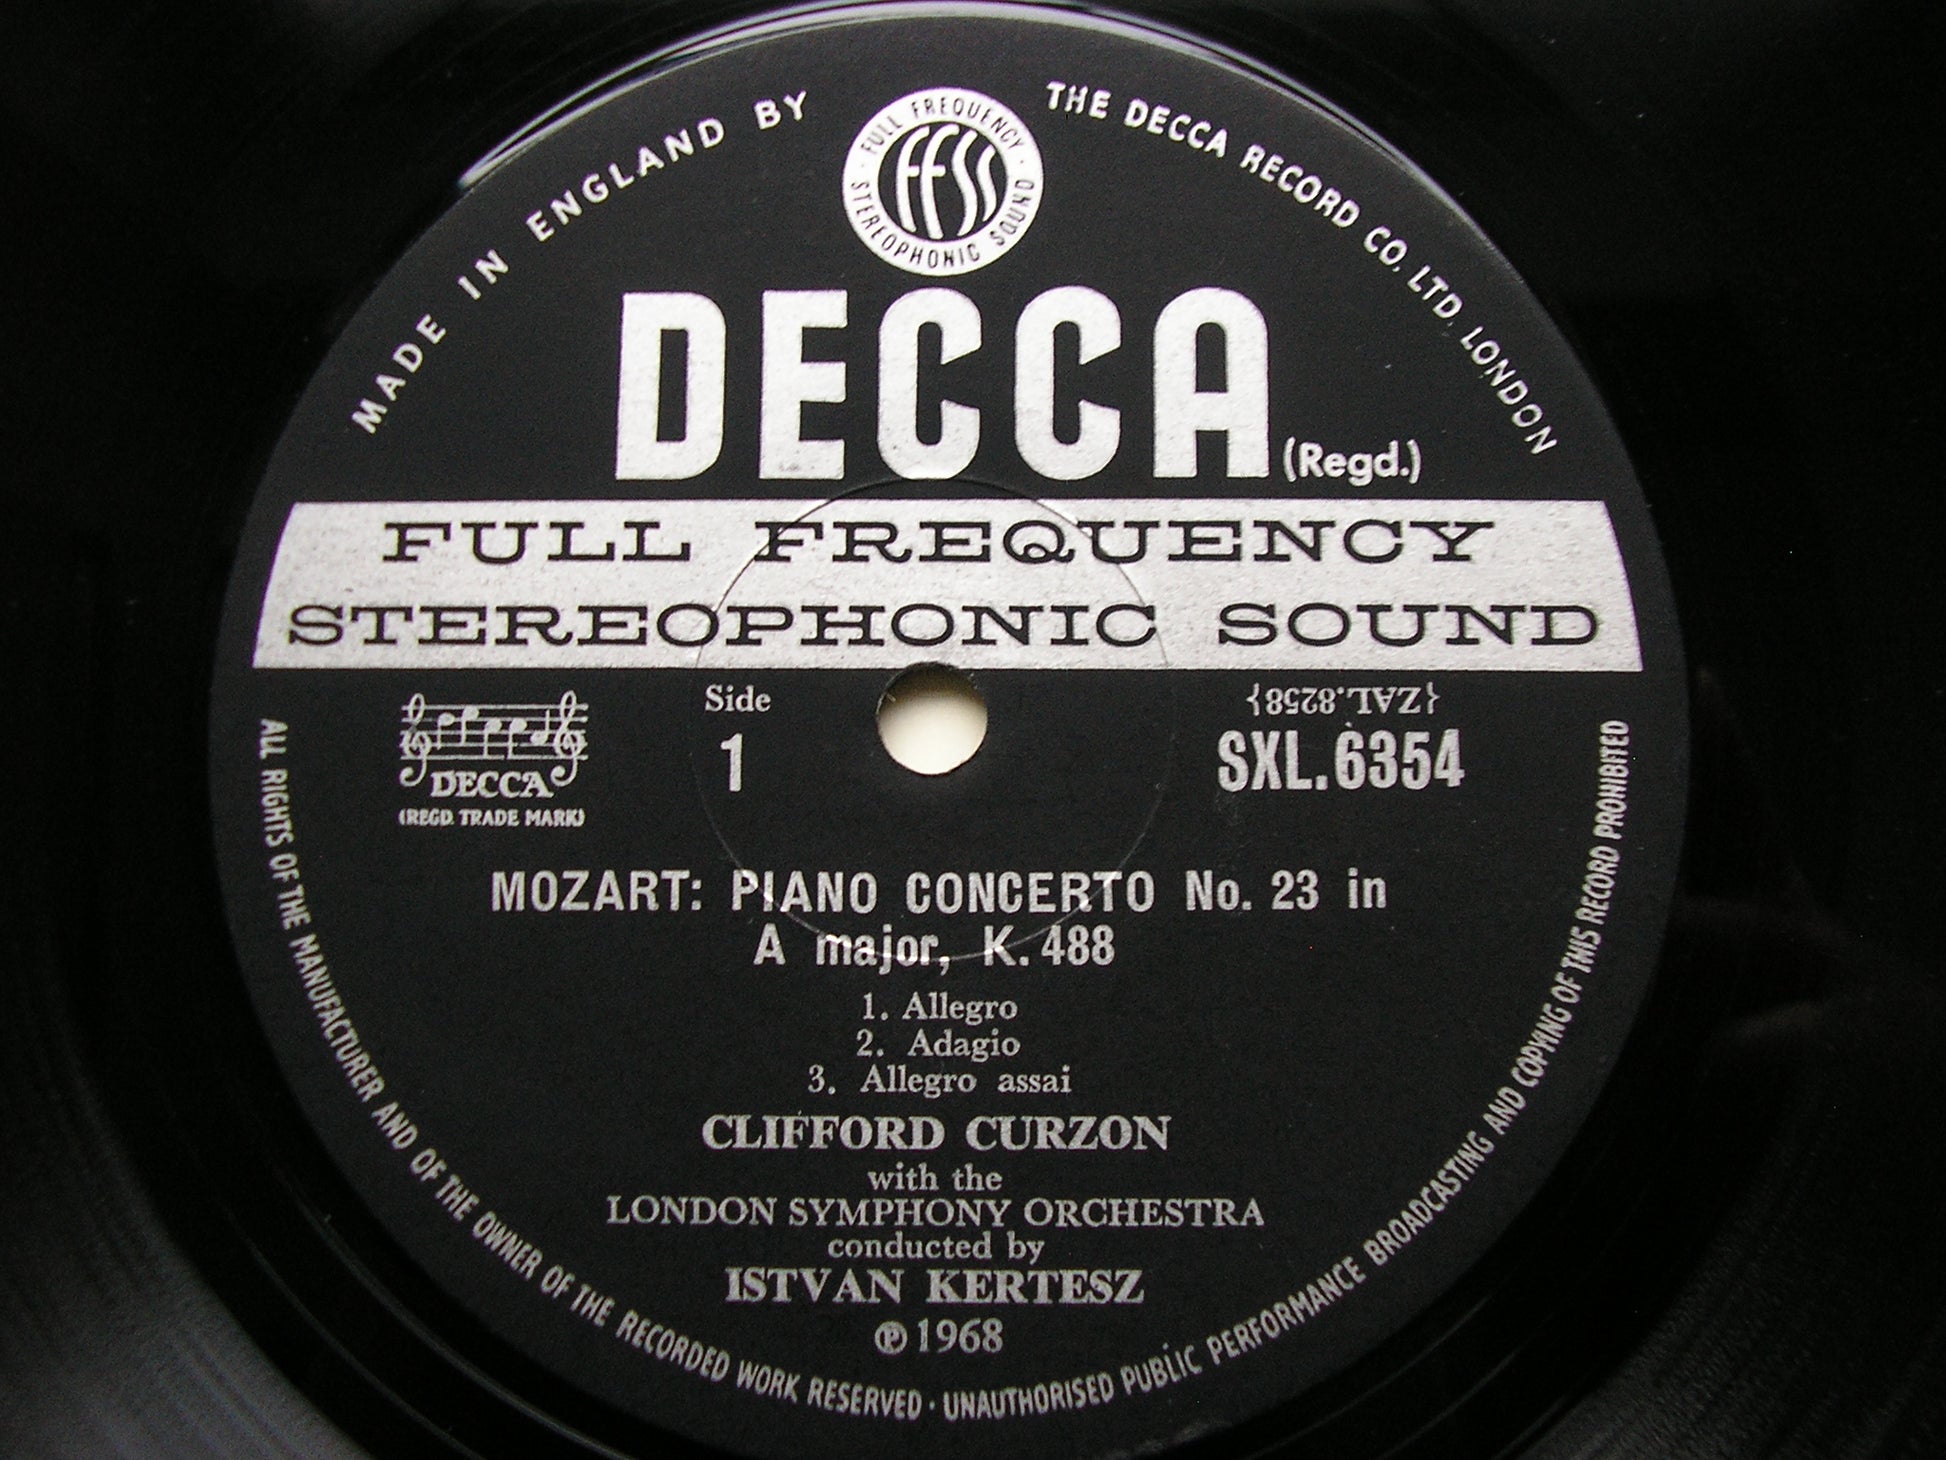 MADE IN ENGLAND BY
THE DECCA RECORD CO. LTD. LONDON
FULL FREQUENCY
FFSS
STEREOPHONIC SOUND
DECCA (Regd.)
FULL FREQUENCY
STEREOPHONIC SOUND
DECCA
(REGD. TRADE MARK)
Side
1
{ZAL.8258}
SXL.6354
MOZART: PIANO CONCERTO No. 23 in
A major, K. 488
1. Allegro
2. Adagio
3. Allegro assai
CLIFFORD CURZON
with the
LONDON SYMPHONY ORCHESTRA
conducted by
ISTVAN KERTESZ
℗ 1968
ALL RIGHTS OF THE MANUFACTURER AND OF THE OWNER OF THE RECORDED WORK RESERVED · UNAUTHORISED PUBLIC PERFORMANCE BROADCASTING AND COPYING OF THIS RECORD PROHIBITED